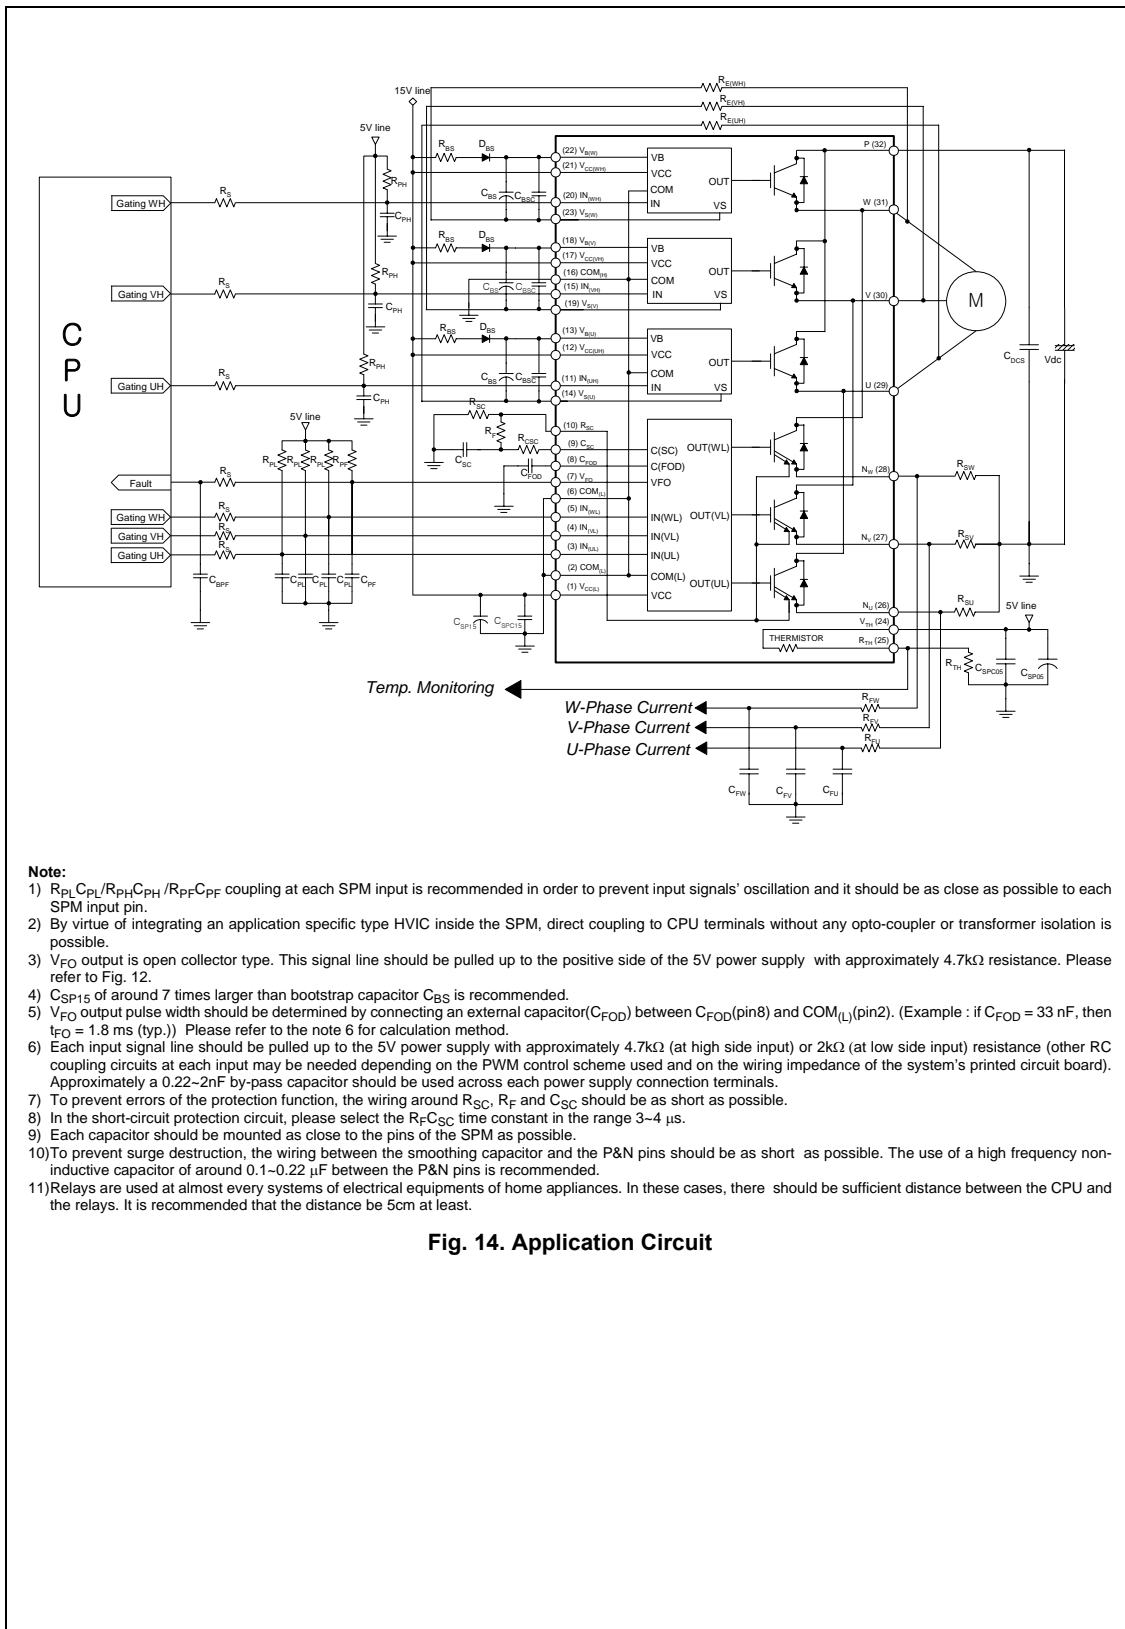 R_E(WH)
15V line
R_E(VH)
5V line
R_E(UH)
R_BS
D_BS
(22) V_B(W)
VB
P (32)
(21) V_CC(WH)
VCC
R_PH
C_BS
C_BSC
COM
OUT
Gating WH
R_S
(20) IN_(WH)
IN
VS
C_PH
(23) V_S(W)
W (31)
R_BS
D_BS
(18) V_B(V)
VB
(17) V_CC(VH)
VCC
R_PH
C_BS
C_BSC
(16) COM_(H)
COM
OUT
Gating VH
R_S
(15) IN_(VH)
IN
VS
V (30)
M
C_PH
(19) V_S(V)
CPU
R_BS
D_BS
(13) V_B(U)
VB
(12) V_CC(UH)
VCC
C_DCS
Vdc
R_PH
C_BS
C_BSC
COM
OUT
Gating UH
R_S
(11) IN_(UH)
IN
VS
U (29)
C_PH
(14) V_S(U)
R_SC
5V line
(10) R_SC
R_F
R_CSC
(9) C_SC
C(SC)
OUT(WL)
R_PL
R_PL
R_PL
R_PF
C_SC
C_FOD
(8) C_FOD
C(FOD)
N_W (28)
R_SW
Fault
R_S
(7) V_FO
VFO
(6) COM_(L)
Gating WH
R_S
(5) IN_(WL)
IN(WL)
OUT(VL)
Gating VH
R_S
(4) IN_(VL)
IN(VL)
N_V (27)
R_SV
Gating UH
R_S
(3) IN_(UL)
IN(UL)
C_BPF
C_PL
C_PL
C_PL
C_PF
(2) COM_(L)
COM(L)
OUT(UL)
(1) V_CC(L)
VCC
N_U (26)
R_SU
5V line
C_SP15
C_SPC15
V_TH (24)
THERMISTOR
R_TH (25)
R_TH
C_SPC05
C_SP05
Temp. Monitoring
R_FW
W-Phase Current
R_FV
V-Phase Current
R_FU
U-Phase Current
C_FW
C_FV
C_FU
Note:
1) R_PLC_PL/R_PHC_PH /R_PFC_PF coupling at each SPM input is recommended in order to prevent input signals' oscillation and it should be as close as possible to each
SPM input pin.
2) By virtue of integrating an application specific type HVIC inside the SPM, direct coupling to CPU terminals without any opto-coupler or transformer isolation is
possible.
3) V_FO output is open collector type. This signal line should be pulled up to the positive side of the 5V power supply with approximately 4.7kΩ resistance. Please
refer to Fig. 12.
4) C_SP15 of around 7 times larger than bootstrap capacitor C_BS is recommended.
5) V_FO output pulse width should be determined by connecting an external capacitor(C_FOD) between C_FOD(pin8) and COM_(L)(pin2). (Example : if C_FOD = 33 nF, then
t_FO = 1.8 ms (typ.)) Please refer to the note 6 for calculation method.
6) Each input signal line should be pulled up to the 5V power supply with approximately 4.7kΩ (at high side input) or 2kΩ (at low side input) resistance (other RC
coupling circuits at each input may be needed depending on the PWM control scheme used and on the wiring impedance of the system's printed circuit board).
Approximately a 0.22~2nF by-pass capacitor should be used across each power supply connection terminals.
7) To prevent errors of the protection function, the wiring around R_SC, R_F and C_SC should be as short as possible.
8) In the short-circuit protection circuit, please select the R_FC_SC time constant in the range 3~4 μs.
9) Each capacitor should be mounted as close to the pins of the SPM as possible.
10)To prevent surge destruction, the wiring between the smoothing capacitor and the P&N pins should be as short as possible. The use of a high frequency non-
inductive capacitor of around 0.1~0.22 μF between the P&N pins is recommended.
11)Relays are used at almost every systems of electrical equipments of home appliances. In these cases, there should be sufficient distance between the CPU and
the relays. It is recommended that the distance be 5cm at least.
Fig. 14. Application Circuit